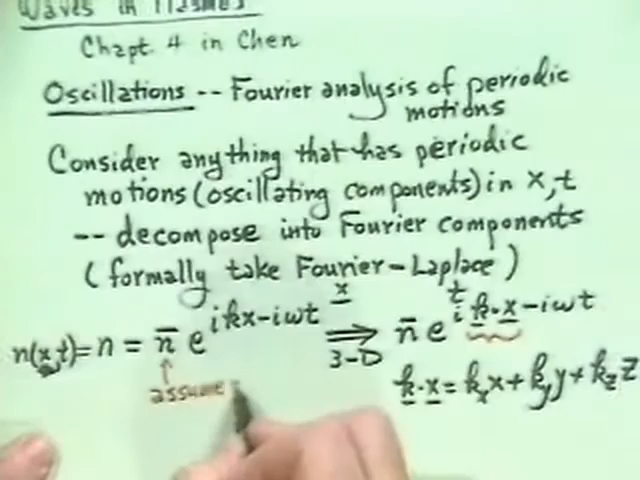 Waves in Plasmas
Chapt. 4 in Chen
Oscillations -- Fourier analysis of periodic
motions
Consider anything that has periodic
motions (oscillating components) in x, t
-- decompose into Fourier components
(formally take Fourier-Laplace)
x t
n(x,t) = n = n̄ e^{ikx-iωt} ⇒ n̄ e^{ik·x-iωt}
3-D
↑
assume
k·x = kₓx + k_y y + k_z z